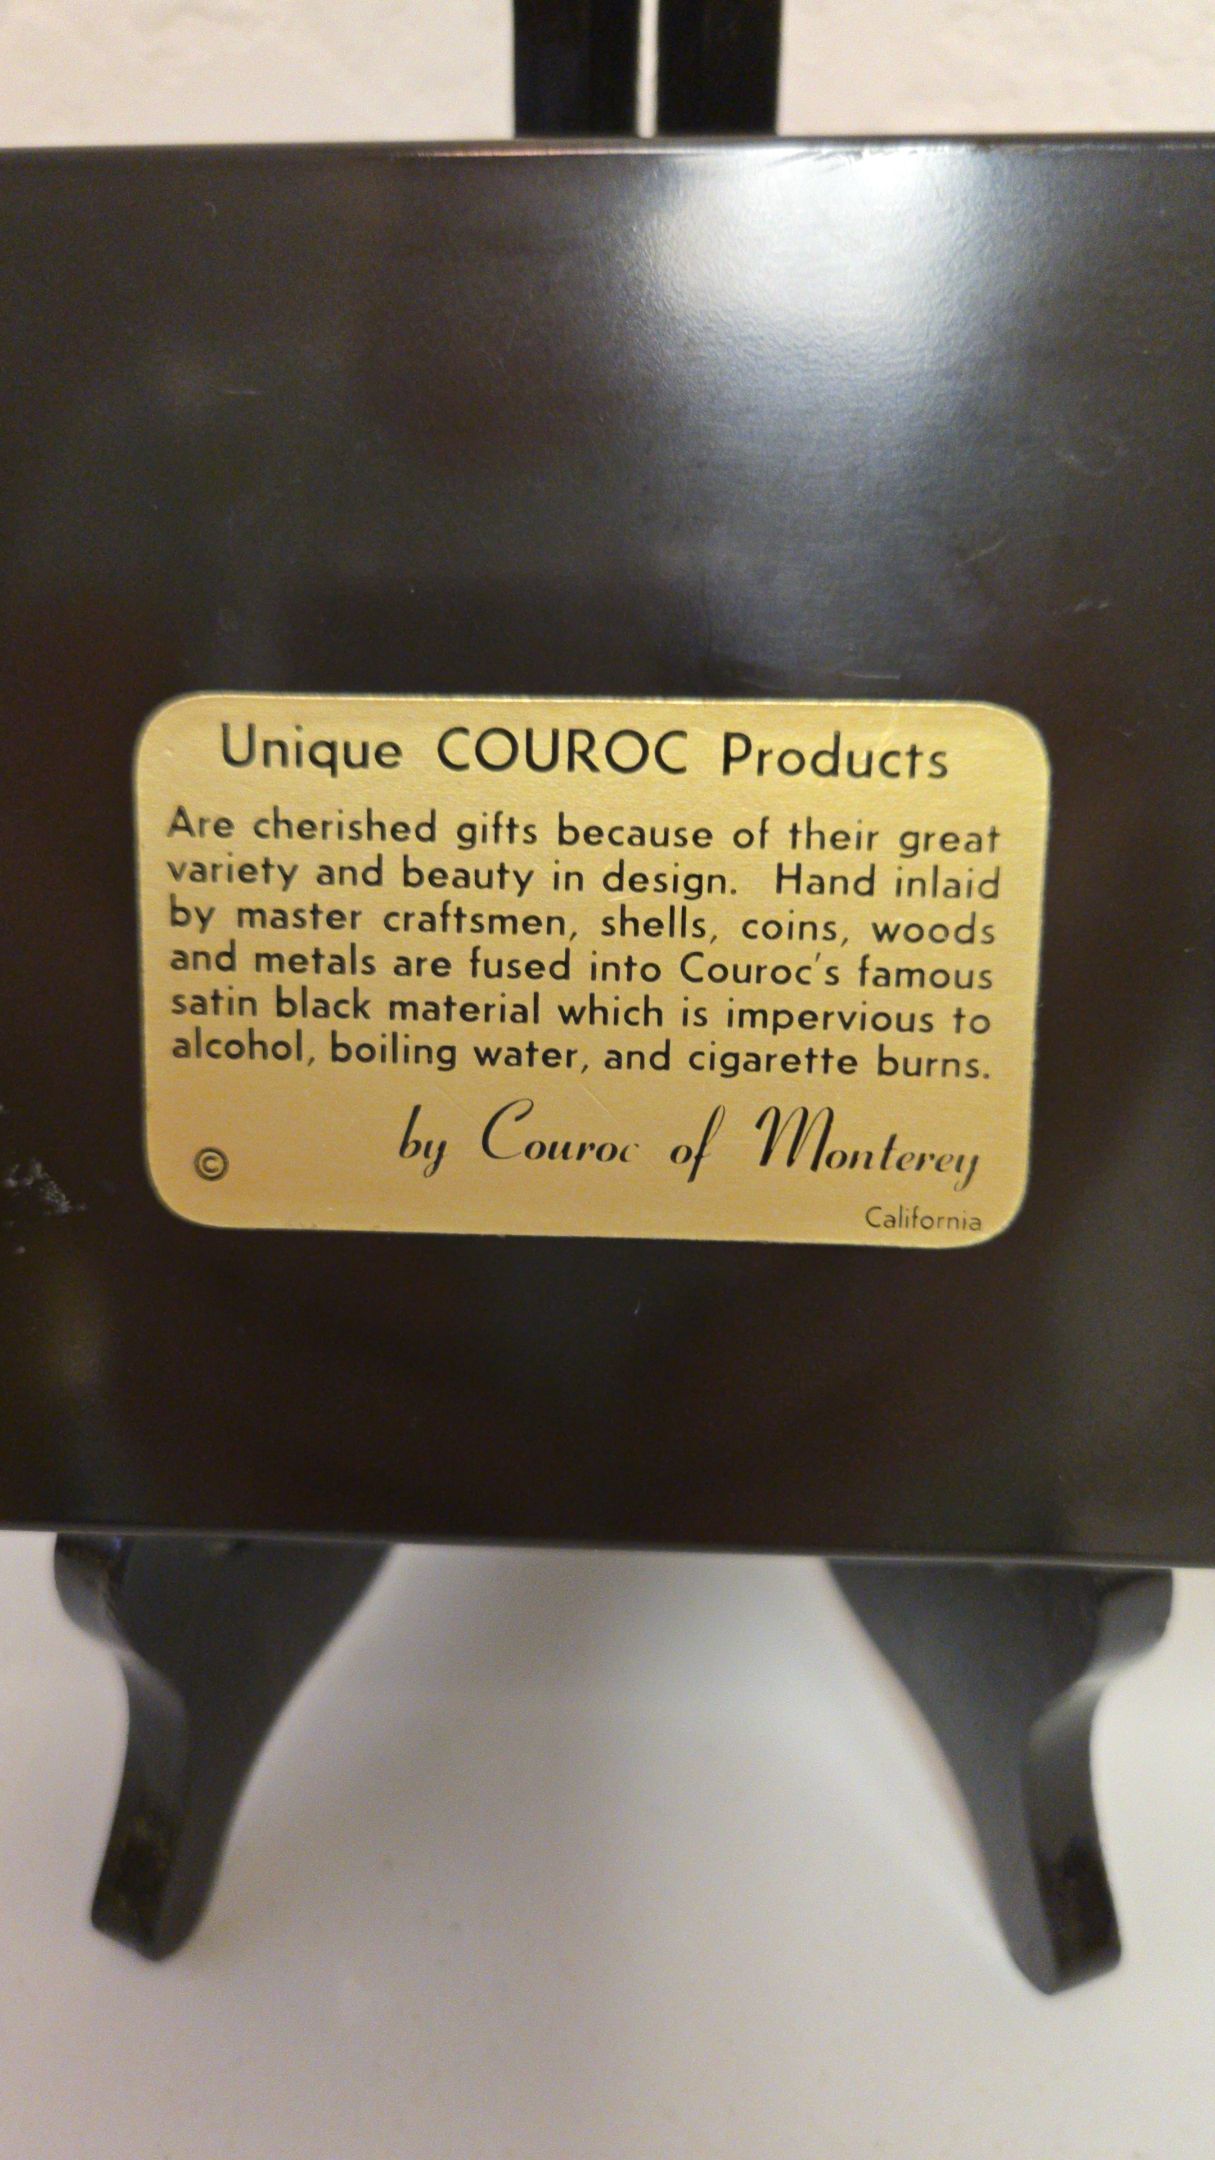 Unique COUROC Products
Are cherished gifts because of their great
variety and beauty in design. Hand inlaid
by master craftsmen, shells, coins, woods
and metals are fused into Couroc's famous
satin black material which is impervious to
alcohol, boiling water, and cigarette burns.
by Couroc of Monterey
©
California